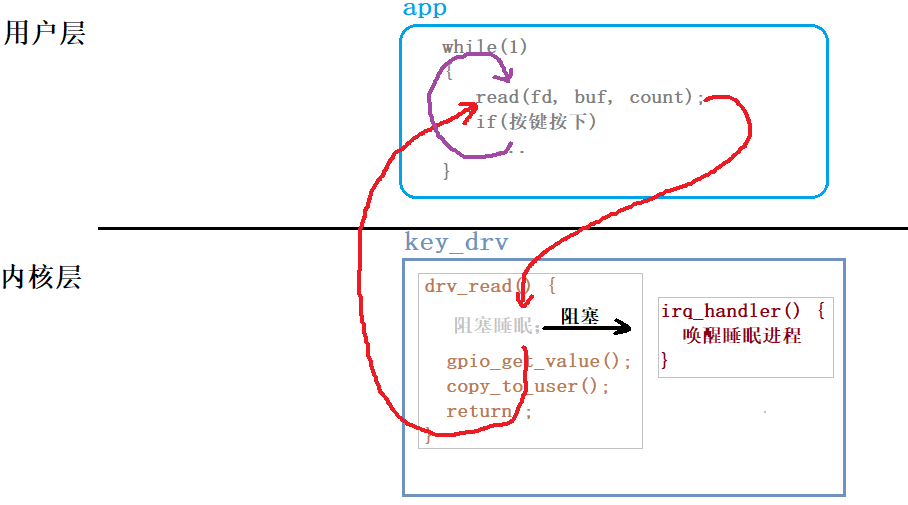 用户层
app
while(1)
{
read(fd, buf, count);
if(按键按下)
..
}
内核层
key_drv
drv_read() {
阻塞睡眠;
阻塞
gpio_get_value();
copy_to_user();
return ;
}
irq_handler() {
唤醒睡眠进程
}